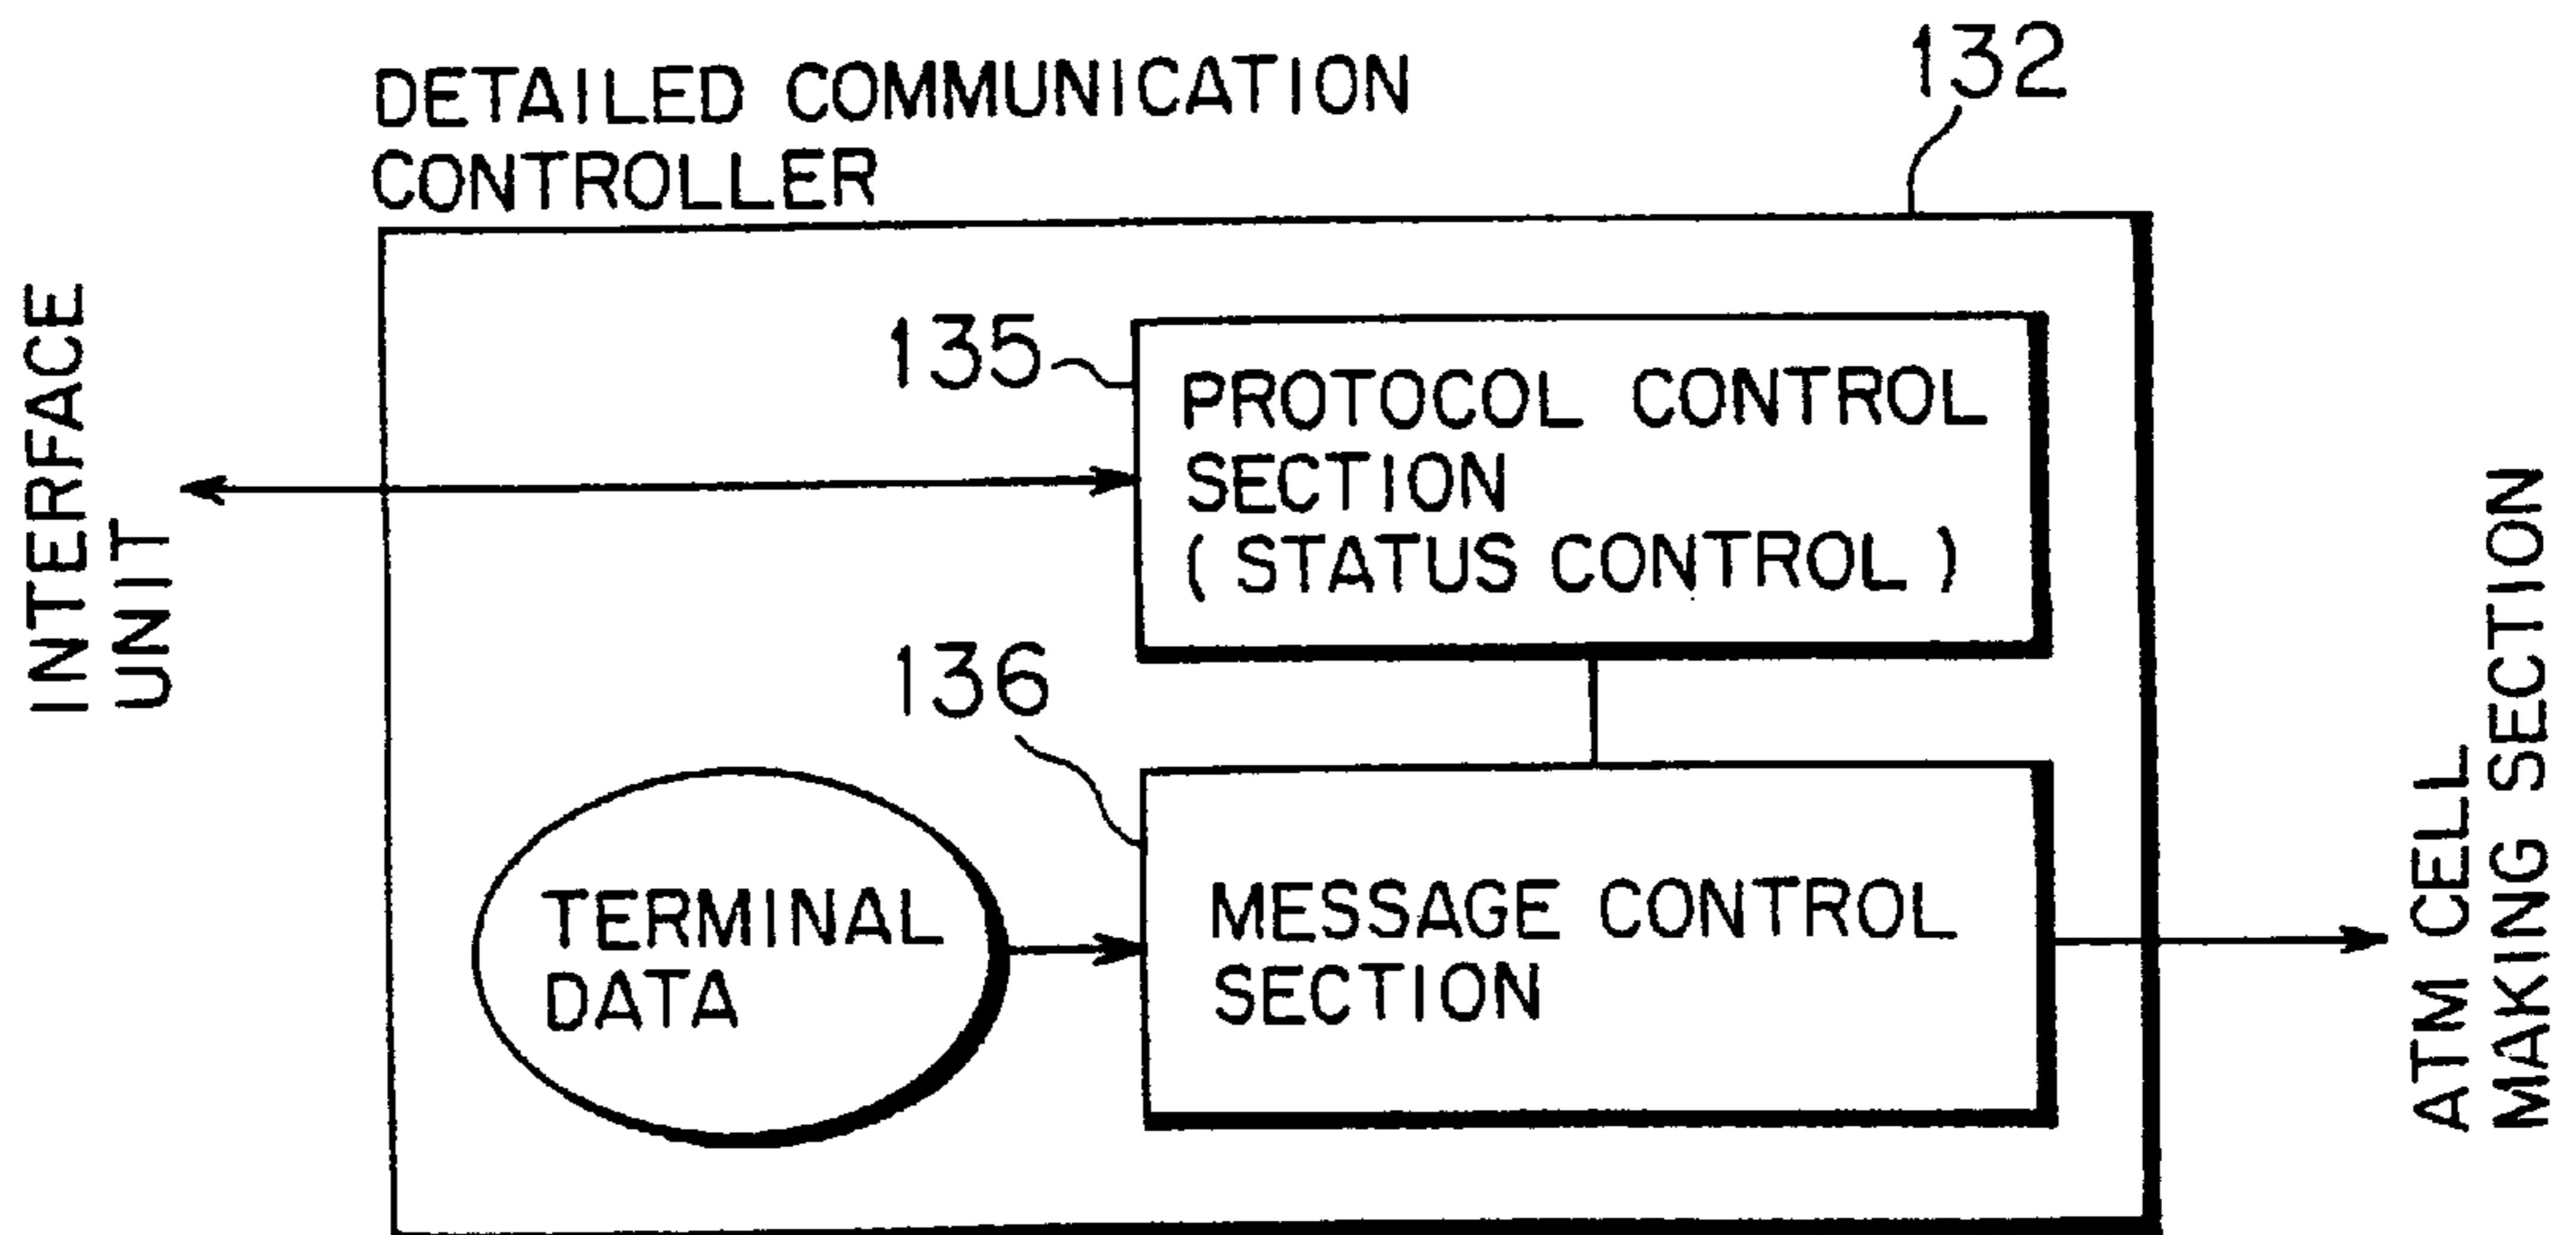 DETAILED COMMUNICATION
CONTROLLER
132
INTERFACE
UNIT
135
PROTOCOL CONTROL
SECTION
( STATUS CONTROL )
136
TERMINAL
DATA
MESSAGE CONTROL
SECTION
ATM CELL
MAKING SECTION